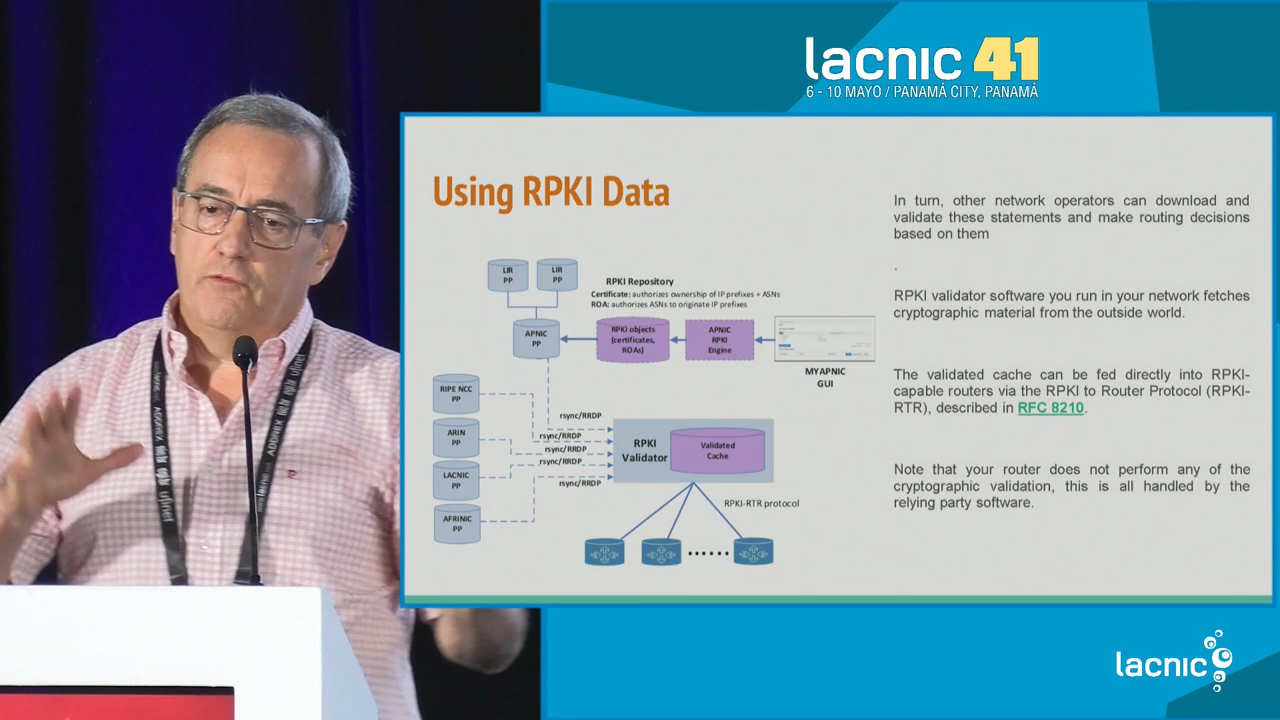 lacnic 41
6 - 10 MAYO / PANAMÁ CITY, PANAMÁ
Using RPKI Data
In turn, other network operators can download and
validate these statements and make routing decisions
based on them
.
RPKI validator software you run in your network fetches
cryptographic material from the outside world.
The validated cache can be fed directly into RPKI-
capable routers via the RPKI to Router Protocol (RPKI-
RTR), described in RFC 8210.
Note that your router does not perform any of the
cryptographic validation, this is all handled by the
relying party software.
LIR
PP
LIR
PP
RPKI Repository
Certificate: authorizes ownership of IP prefixes + ASNs
ROA: authorizes ASNs to originate IP prefixes
APNIC
PP
RPKI objects
(certificates,
ROAs)
APNIC
RPKI
Engine
MYAPNIC
GUI
RIPE NCC
PP
ARIN
PP
LACNIC
PP
AFRINIC
PP
rsync/RRDP
rsync/RRDP
rsync/RRDP
rsync/RRDP
rsync/RRDP
RPKI
Validator
Validated
Cache
RPKI-RTR protocol
lacnic
ufinet
ufinet